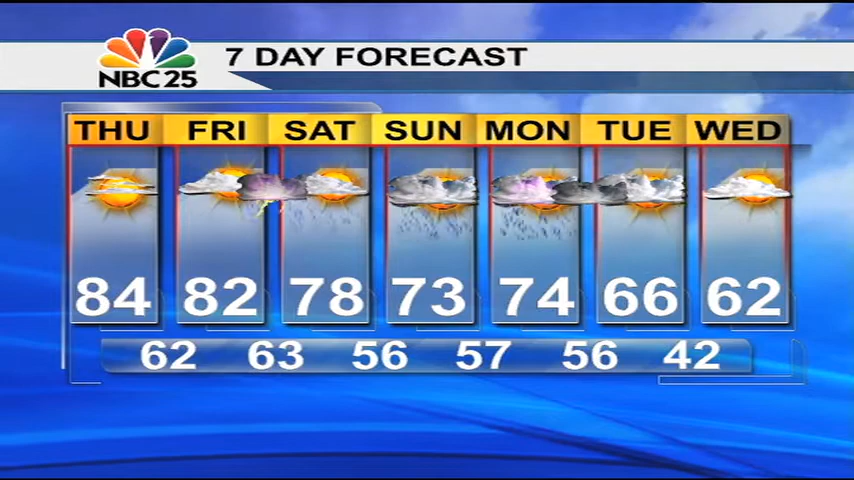 7 DAY FORECAST
NBC25
THU FRI SAT SUN MON TUE WED
84 82 78 73 74 66 62
62 63 56 57 56 42